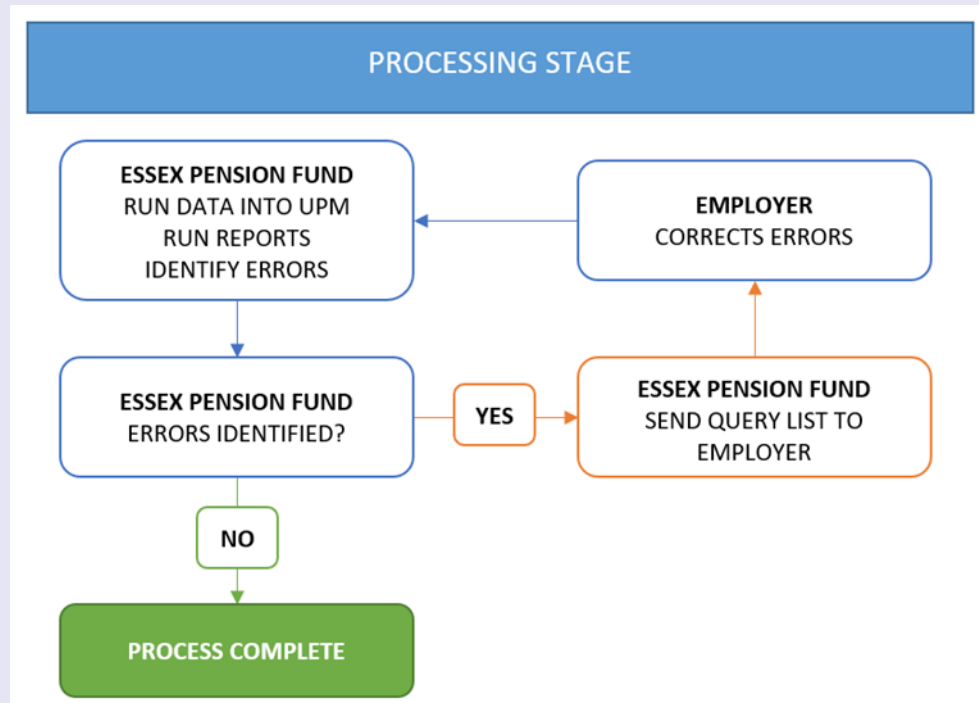 PROCESSING STAGE
ESSEX PENSION FUND
RUN DATA INTO UPM
RUN REPORTS
IDENTIFY ERRORS
EMPLOYER
CORRECTS ERRORS
ESSEX PENSION FUND
ERRORS IDENTIFIED?
YES
ESSEX PENSION FUND
SEND QUERY LIST TO
EMPLOYER
NO
PROCESS COMPLETE